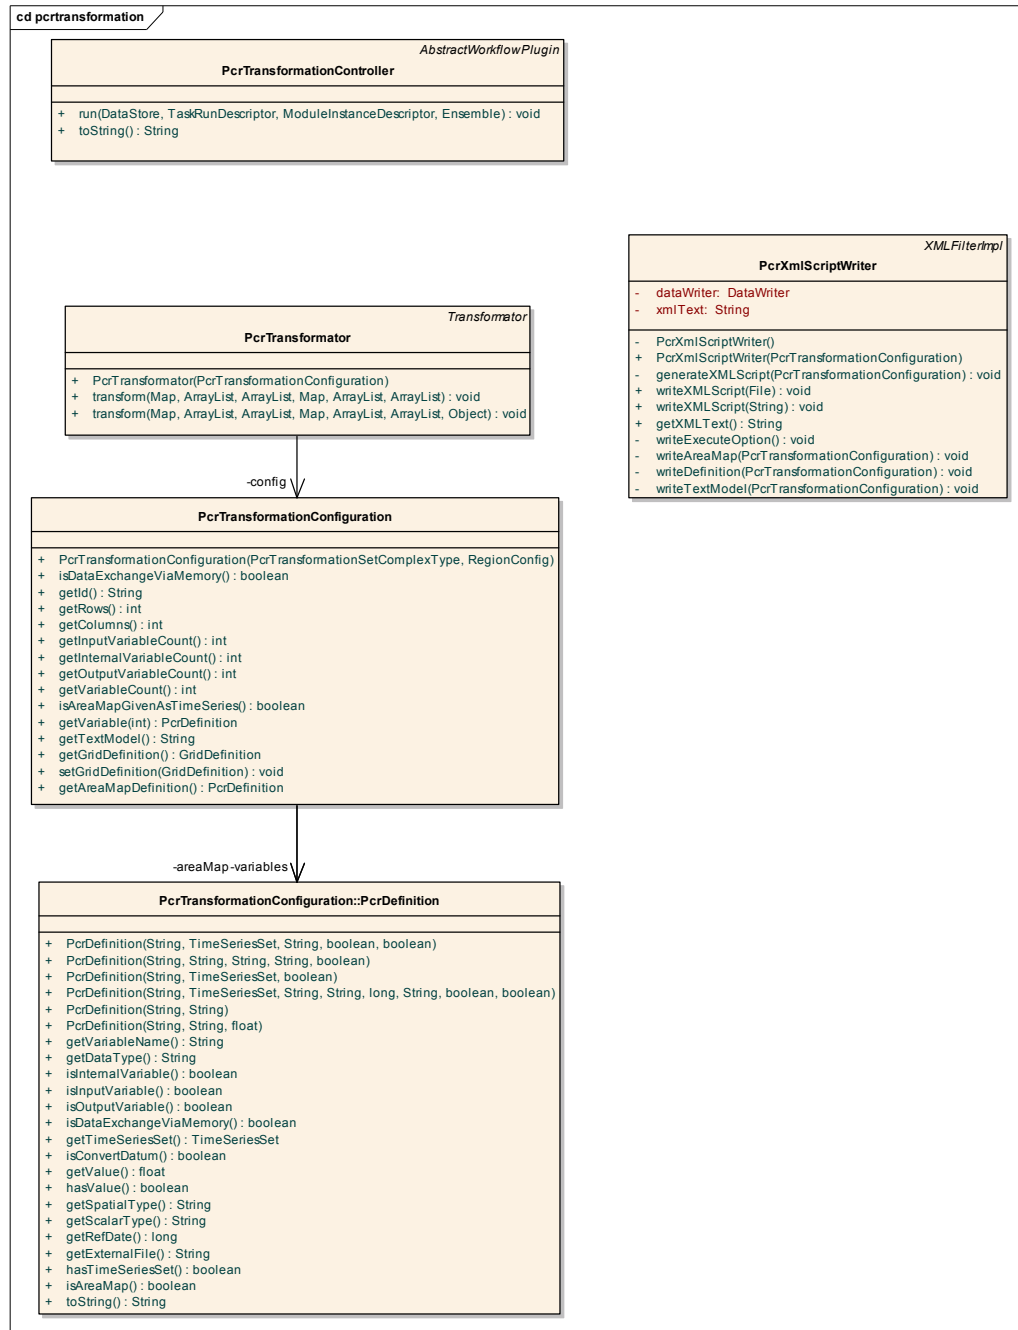 cd pcrtransformation
AbstractWorkflowPlugin
PcrTransformationController
+ run(DataStore, TaskRunDescriptor, ModuleInstanceDescriptor, Ensemble) : void
+ toString() : String
XMLFilterImpl
PcrXmlScriptWriter
- dataWriter: DataWriter
- xmlText: String
- PcrXmlScriptWriter()
+ PcrXmlScriptWriter(PcrTransformationConfiguration)
- generateXMLScript(PcrTransformationConfiguration) : void
+ writeXMLScript(File) : void
+ writeXMLScript(String) : void
+ getXMLText() : String
- writeExecuteOption() : void
- writeAreaMap(PcrTransformationConfiguration) : void
- writeDefinition(PcrTransformationConfiguration) : void
- writeTextModel(PcrTransformationConfiguration) : void
Transformator
PcrTransformator
+ PcrTransformator(PcrTransformationConfiguration)
+ transform(Map, ArrayList, ArrayList, Map, ArrayList, ArrayList) : void
+ transform(Map, ArrayList, ArrayList, Map, ArrayList, ArrayList, Object) : void
-config
PcrTransformationConfiguration
+ PcrTransformationConfiguration(PcrTransformationSetComplexType, RegionConfig)
+ isDataExchangeViaMemory() : boolean
+ getId() : String
+ getRows() : int
+ getColumns() : int
+ getInputVariableCount() : int
+ getInternalVariableCount() : int
+ getOutputVariableCount() : int
+ getVariableCount() : int
+ isAreaMapGivenAsTimeSeries() : boolean
+ getVariable(int) : PcrDefinition
+ getTextModel() : String
+ getGridDefinition() : GridDefinition
+ setGridDefinition(GridDefinition) : void
+ getAreaMapDefinition() : PcrDefinition
-areaMap -variables
PcrTransformationConfiguration::PcrDefinition
+ PcrDefinition(String, TimeSeriesSet, String, boolean, boolean)
+ PcrDefinition(String, String, String, String, boolean)
+ PcrDefinition(String, TimeSeriesSet, boolean)
+ PcrDefinition(String, TimeSeriesSet, String, String, long, String, boolean, boolean)
+ PcrDefinition(String, String)
+ PcrDefinition(String, String, float)
+ getVariableName() : String
+ getDataType() : String
+ isInternalVariable() : boolean
+ isInputVariable() : boolean
+ isOutputVariable() : boolean
+ isDataExchangeViaMemory() : boolean
+ getTimeSeriesSet() : TimeSeriesSet
+ isConvertDatum() : boolean
+ getValue() : float
+ hasValue() : boolean
+ getSpatialType() : String
+ getScalarType() : String
+ getRefDate() : long
+ getExternalFile() : String
+ hasTimeSeriesSet() : boolean
+ isAreaMap() : boolean
+ toString() : String